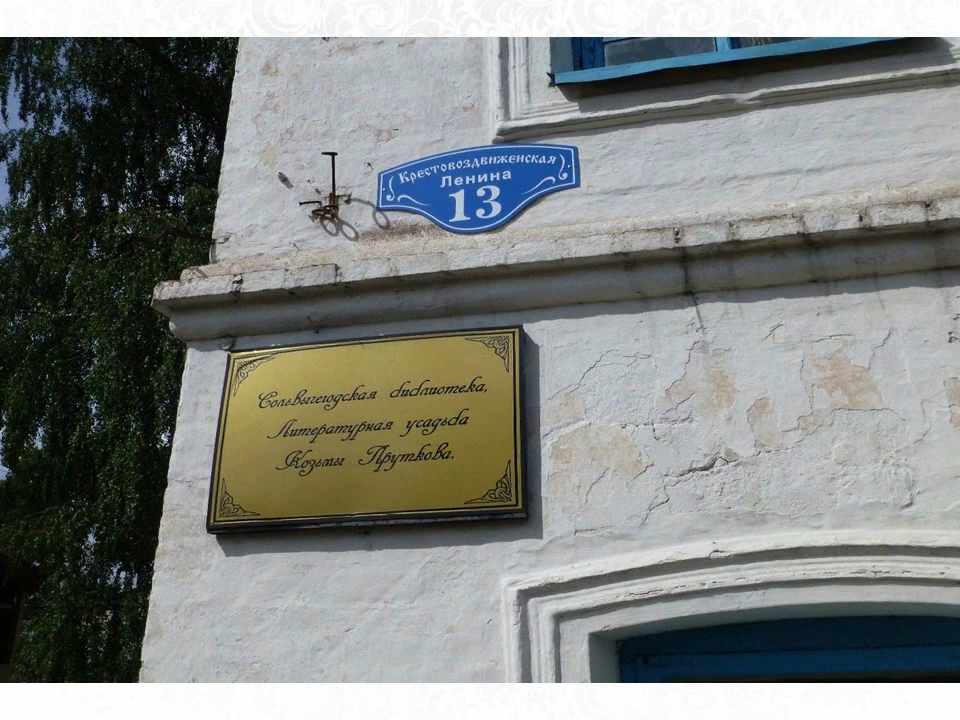 Крестовоздвиженская
Ленина
13
Сольвычегодская библиотека,
Литературная усадьба
Козьмы Пруткова.